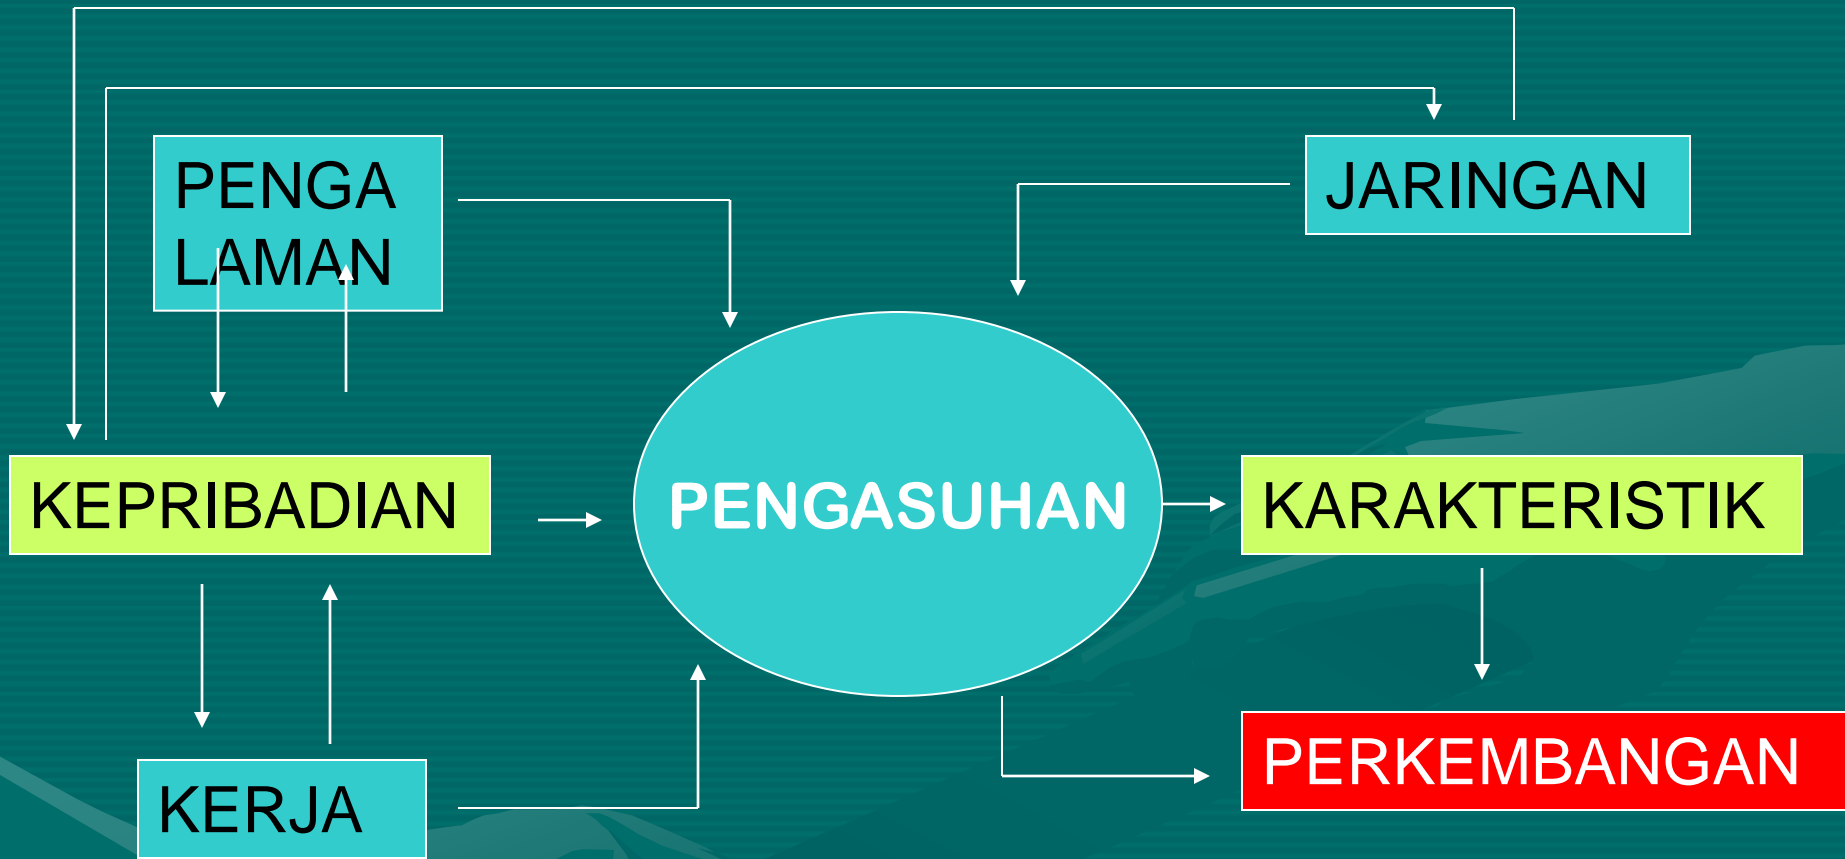 PENGA
LAMAN
JARINGAN
KEPRIBADIAN
PENGASUHAN
KARAKTERISTIK
PERKEMBANGAN
KERJA